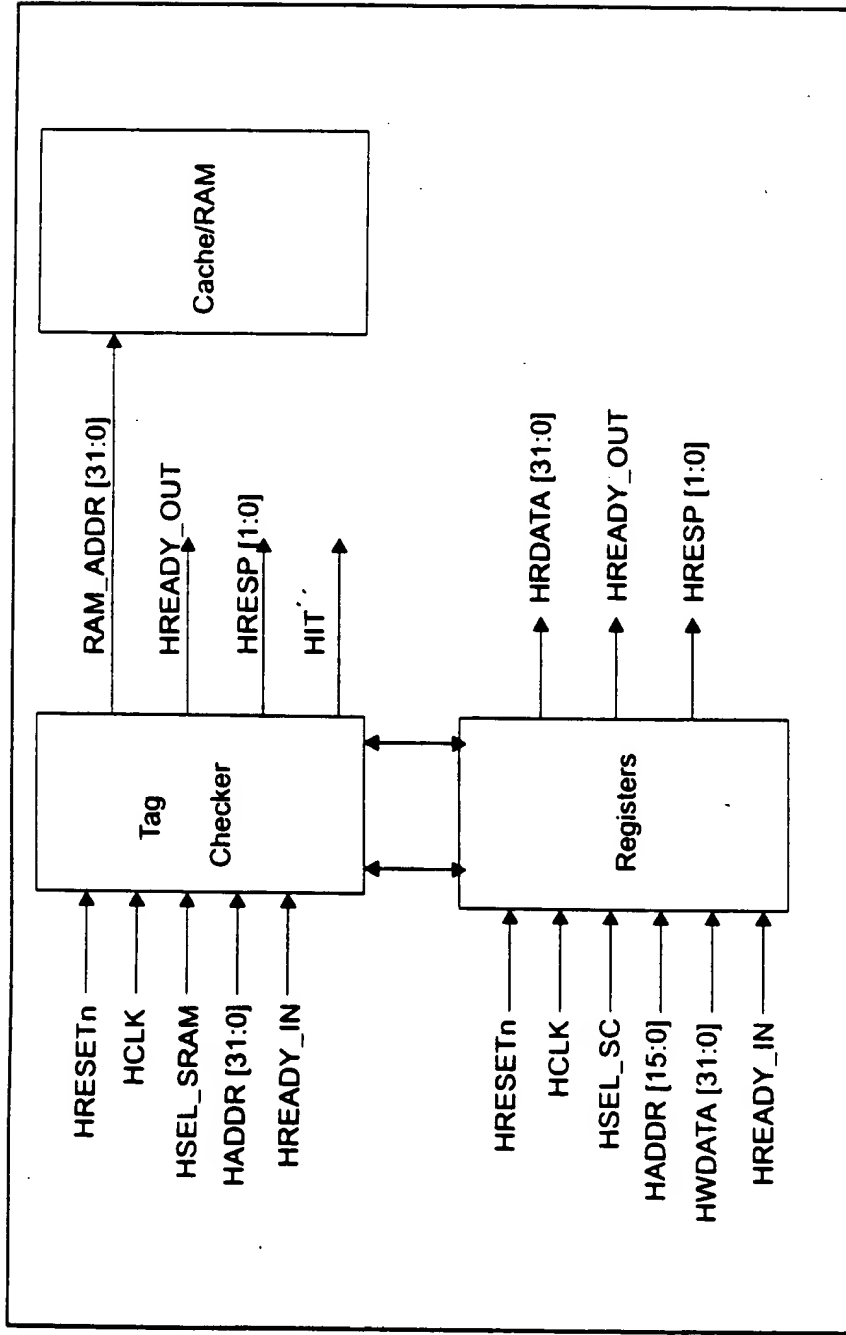 HRESETn
HCLK
HSEL_SRAM
HADDR [31:0]
HREADY_IN
Tag
Checker
RAM_ADDR [31:0]
HREADY_OUT
HRESP [1:0]
HIT
Cache/RAM
HRESETn
HCLK
HSEL_SC
HADDR [15:0]
HWDATA [31:0]
HREADY_IN
Registers
HRDATA [31:0]
HREADY_OUT
HRESP [1:0]